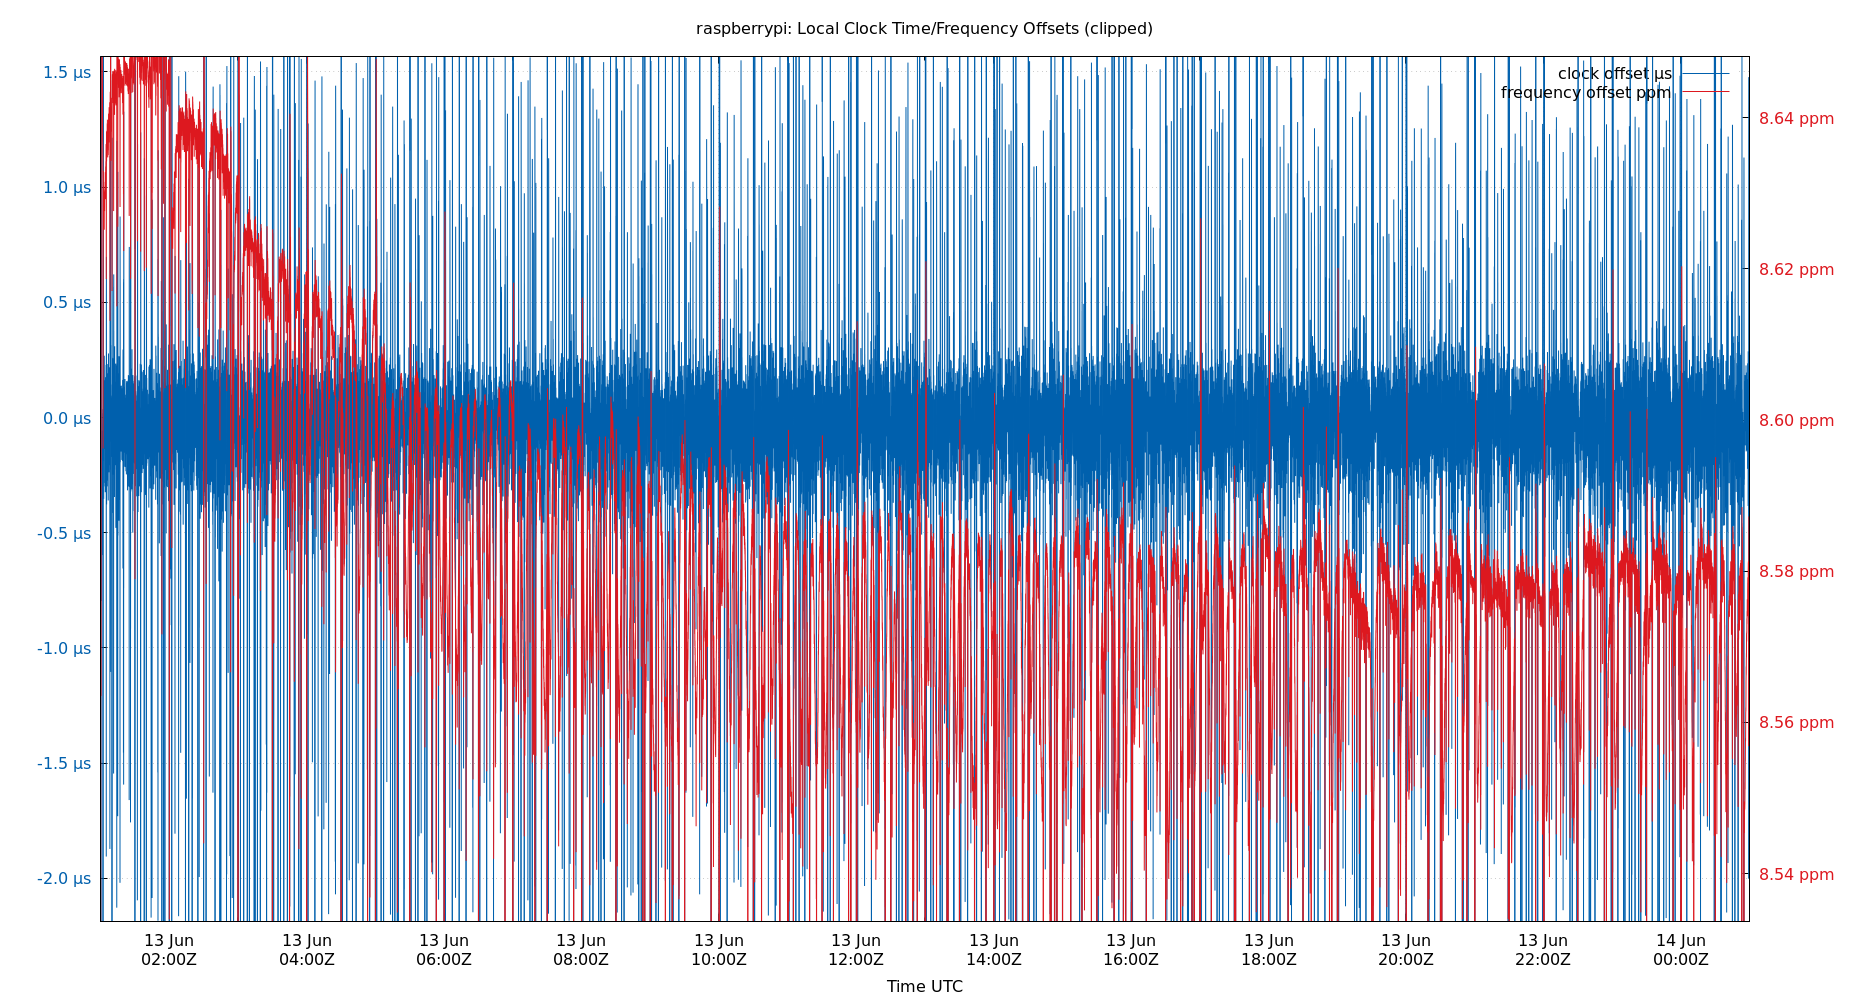 raspberrypi: Local Clock Time/Frequency Offsets (clipped)
clock offset µs
frequency offset ppm
1.5 µs
1.0 µs
0.5 µs
0.0 µs
-0.5 µs
-1.0 µs
-1.5 µs
-2.0 µs
8.64 ppm
8.62 ppm
8.60 ppm
8.58 ppm
8.56 ppm
8.54 ppm
13 Jun
02:00Z
13 Jun
04:00Z
13 Jun
06:00Z
13 Jun
08:00Z
13 Jun
10:00Z
13 Jun
12:00Z
13 Jun
14:00Z
13 Jun
16:00Z
13 Jun
18:00Z
13 Jun
20:00Z
13 Jun
22:00Z
14 Jun
00:00Z
Time UTC